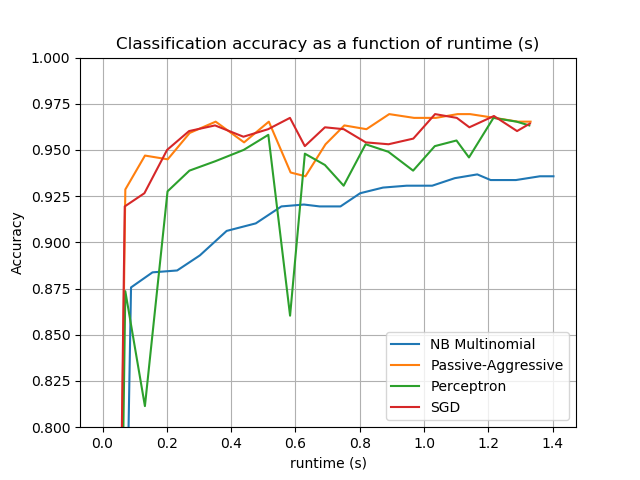 Classification accuracy as a function of runtime (s)
1.000
0.975
0.950
0.925
0.900
0.875
0.850
0.825
0.800
Accuracy
NB Multinomial
Passive-Aggressive
Perceptron
SGD
0.0 0.2 0.4 0.6 0.8 1.0 1.2 1.4
runtime (s)